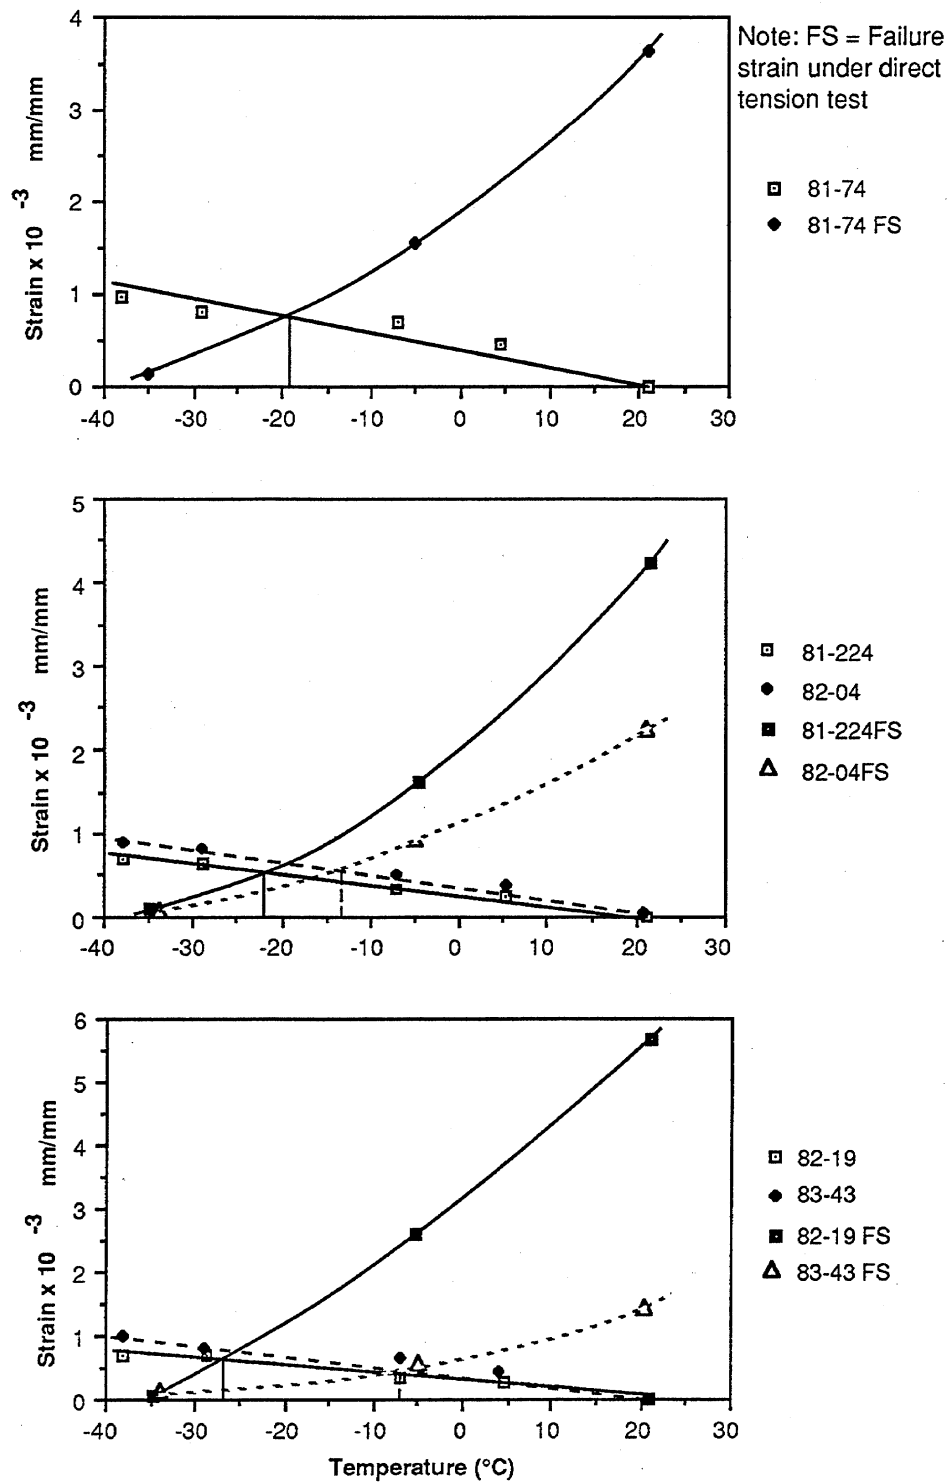 4
3
2
1
0
-40 -30 -20 -10 0 10 20 30
Strain x 10 -3 mm/mm
Note: FS = Failure
strain under direct
tension test
81-74
81-74 FS
5
4
3
2
1
0
-40 -30 -20 -10 0 10 20 30
Strain x 10 -3 mm/mm
81-224
82-04
81-224FS
82-04FS
6
5
4
3
2
1
0
-40 -30 -20 -10 0 10 20 30
Strain x 10 -3 mm/mm
82-19
83-43
82-19 FS
83-43 FS
Temperature (°C)